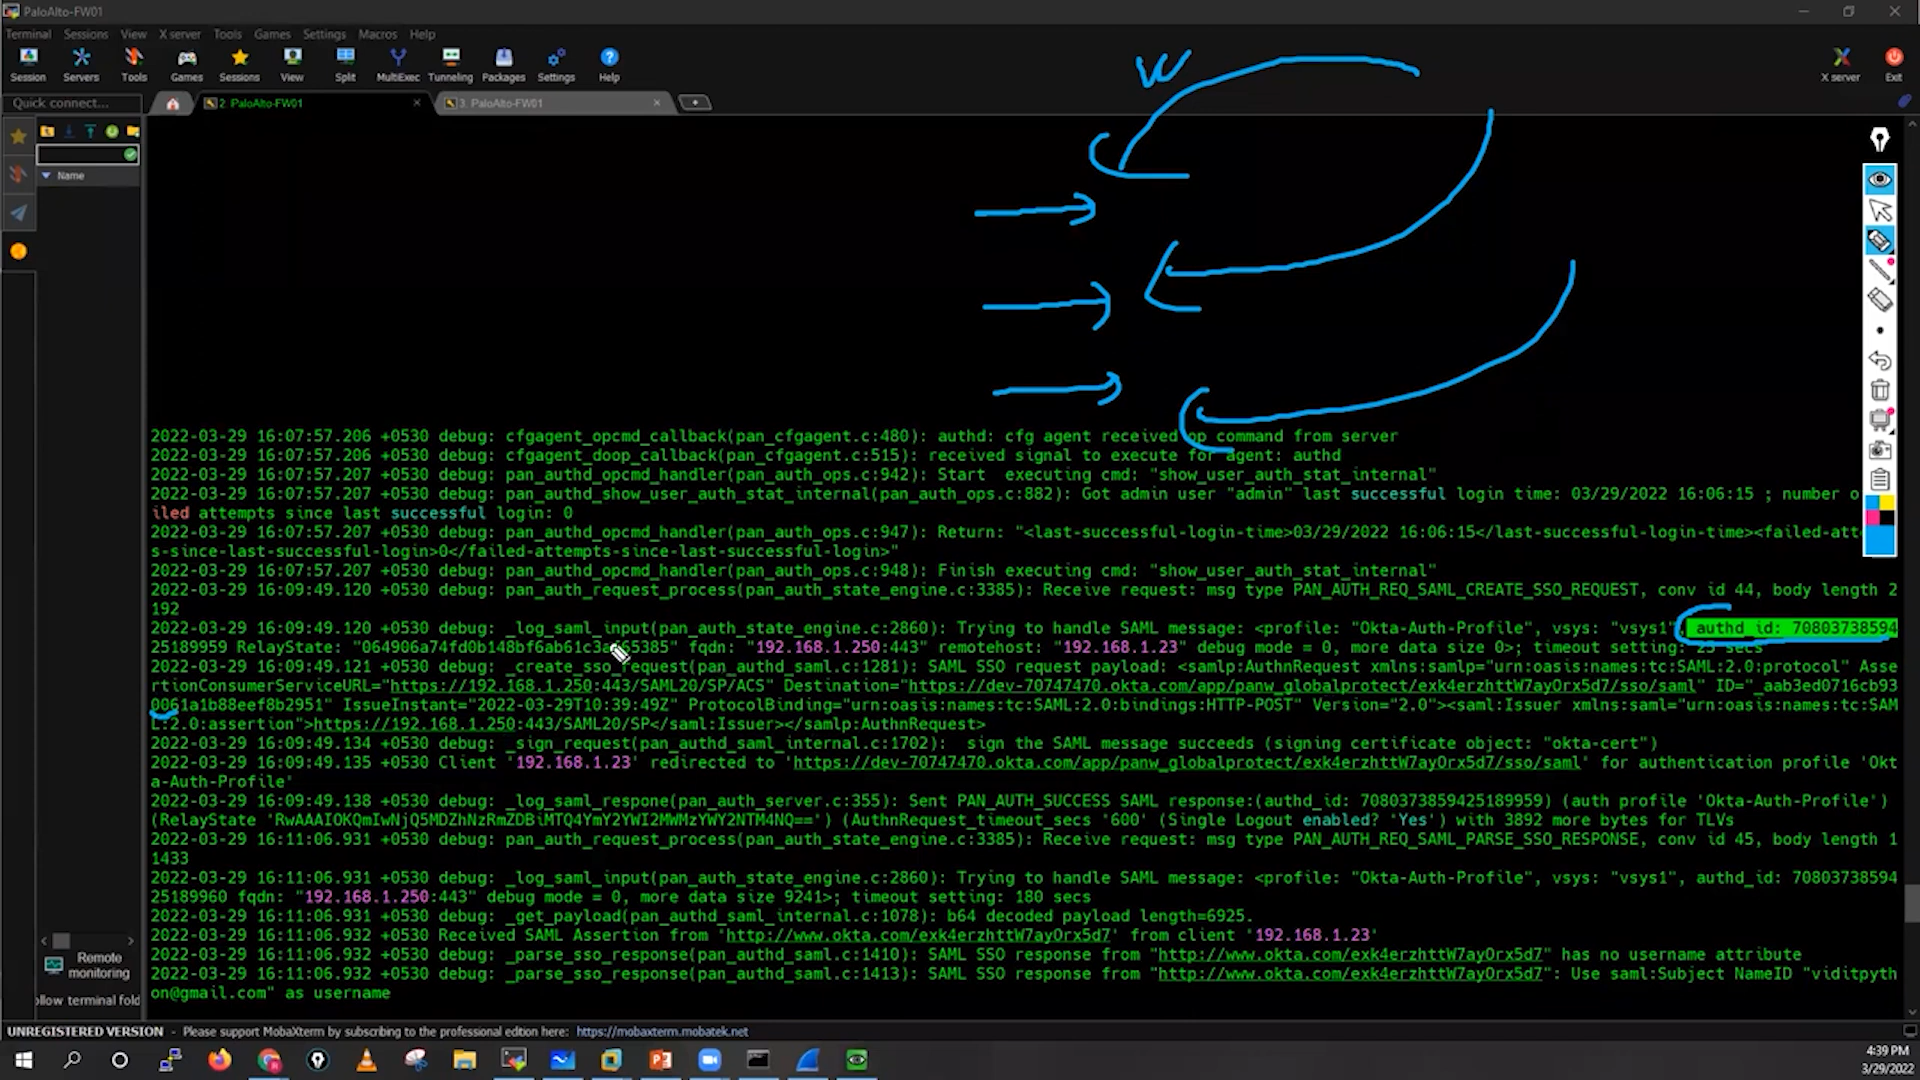 PaloAlto-FW01
Terminal Sessions View X server Tools Games Settings Macros Help
Session Servers Tools Games Sessions View Split MultiExec Tunneling Packages Settings Help X server Exit
Quick connect... 2. PaloAlto-FW01 3. PaloAlto-FW01
Name
2022-03-29 16:07:57.206 +0530 debug: cfgagent_opcmd_callback(pan_cfgagent.c:480): authd: cfg agent received op command from server
2022-03-29 16:07:57.206 +0530 debug: cfgagent_doop_callback(pan_cfgagent.c:515): received signal to execute for agent: authd
2022-03-29 16:07:57.207 +0530 debug: pan_authd_opcmd_handler(pan_auth_ops.c:942): Start executing cmd: "show_user_auth_stat_internal"
2022-03-29 16:07:57.207 +0530 debug: pan_authd_show_user_auth_stat_internal(pan_auth_ops.c:882): Got admin user "admin" last successful login time: 03/29/2022 16:06:15 ; number o
iled attempts since last successful login: 0
2022-03-29 16:07:57.207 +0530 debug: pan_authd_opcmd_handler(pan_auth_ops.c:947): Return: "<last-successful-login-time>03/29/2022 16:06:15</last-successful-login-time><failed-att
s-since-last-successful-login>0</failed-attempts-since-last-successful-login>"
2022-03-29 16:07:57.207 +0530 debug: pan_authd_opcmd_handler(pan_auth_ops.c:948): Finish executing cmd: "show_user_auth_stat_internal"
2022-03-29 16:09:49.120 +0530 debug: pan_auth_request_process(pan_auth_state_engine.c:3385): Receive request: msg type PAN_AUTH_REQ_SAML_CREATE_SSO_REQUEST, conv id 44, body length 2
192
2022-03-29 16:09:49.120 +0530 debug: _log_saml_input(pan_auth_state_engine.c:2860): Trying to handle SAML message: <profile: "Okta-Auth-Profile", vsys: "vsys1", authd_id: 70803738594
25189959 RelayState: fqdn: "192.168.1.250:443" remotehost: "192.168.1.23" debug mode = 0, more data size 0>; timeout setting: 25 secs
2022-03-29 16:09:49.121 +0530 debug: _create_sso_request(pan_authd_saml.c:1281): SAML SSO request payload: <samlp:AuthnRequest xmlns:samlp="urn:oasis:names:tc:SAML:2.0:protocol" Asse
rtionConsumerServiceURL="https://192.168.1.250:443/SAML20/SP/ACS" Destination="https://dev-70747470.okta.com/app/panw_globalprotect/exk4erzhttW7ayOrx5d7/sso/saml" ID="_aab3ed0716cb93
0061a1b88eef8b2951" IssueInstant="2022-03-29T10:39:49Z" ProtocolBinding="urn:oasis:names:tc:SAML:2.0:bindings:HTTP-POST" Version="2.0"><saml:Issuer xmlns:saml="urn:oasis:names:tc:SAM
L:2.0:assertion">https://192.168.1.250:443/SAML20/SP</saml:Issuer></samlp:AuthnRequest>
2022-03-29 16:09:49.134 +0530 debug: _sign_request(pan_authd_saml_internal.c:1702): sign the SAML message succeeds (signing certificate object: "okta-cert")
2022-03-29 16:09:49.135 +0530 Client '192.168.1.23' redirected to 'https://dev-70747470.okta.com/app/panw_globalprotect/exk4erzhttW7ayOrx5d7/sso/saml' for authentication profile 'Okt
a-Auth-Profile'
2022-03-29 16:09:49.138 +0530 debug: _log_saml_respone(pan_auth_server.c:355): Sent PAN_AUTH_SUCCESS SAML response:(authd_id: 7080373859425189959) (auth profile 'Okta-Auth-Profile')
(RelayState 'RwAAAIOKQmIwNjQ5MDZhNzRmZDBiMTQ4YmY2YWI2MWMzYWY2NTM4NQ==') (AuthnRequest_timeout_secs '600' (Single Logout enabled? 'Yes') with 3892 more bytes for TLVs
2022-03-29 16:11:06.931 +0530 debug: pan_auth_request_process(pan_auth_state_engine.c:3385): Receive request: msg type PAN_AUTH_REQ_SAML_PARSE_SSO_RESPONSE, conv id 45, body length 1
1433
2022-03-29 16:11:06.931 +0530 debug: _log_saml_input(pan_auth_state_engine.c:2860): Trying to handle SAML message: <profile: "Okta-Auth-Profile", vsys: "vsys1", authd_id: 70803738594
25189960 fqdn: "192.168.1.250:443" debug mode = 0, more data size 9241>; timeout setting: 180 secs
2022-03-29 16:11:06.931 +0530 debug: _get_payload(pan_authd_saml_internal.c:1078): b64 decoded payload length=6925.
2022-03-29 16:11:06.932 +0530 Received SAML Assertion from 'http://www.okta.com/exk4erzhttW7ayOrx5d7' from client '192.168.1.23'
2022-03-29 16:11:06.932 +0530 debug: _parse_sso_response(pan_authd_saml.c:1410): SAML SSO response from "http://www.okta.com/exk4erzhttW7ayOrx5d7" has no username attribute
2022-03-29 16:11:06.932 +0530 debug: _parse_sso_response(pan_authd_saml.c:1413): SAML SSO response from "http://www.okta.com/exk4erzhttW7ayOrx5d7": Use saml:Subject NameID "viditpyth
on@gmail.com" as username
Remote
monitoring
ollow terminal fold
UNREGISTERED VERSION - Please support MobaXterm by subscribing to the professional edition here: https://mobaxterm.mobatek.net
4:39 PM
3/29/2022